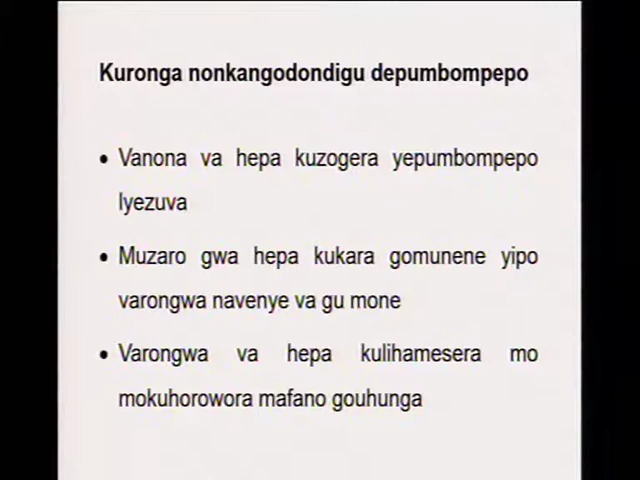 Kuronga nonkangodondigu depumbompepo
• Vanona va hepa kuzogera yepumbompepo
lyezuva
• Muzaro gwa hepa kukara gomunene yipo
varongwa navenye va gu mone
• Varongwa va hepa kulihamesera mo
mokuhorowora mafano gouhunga